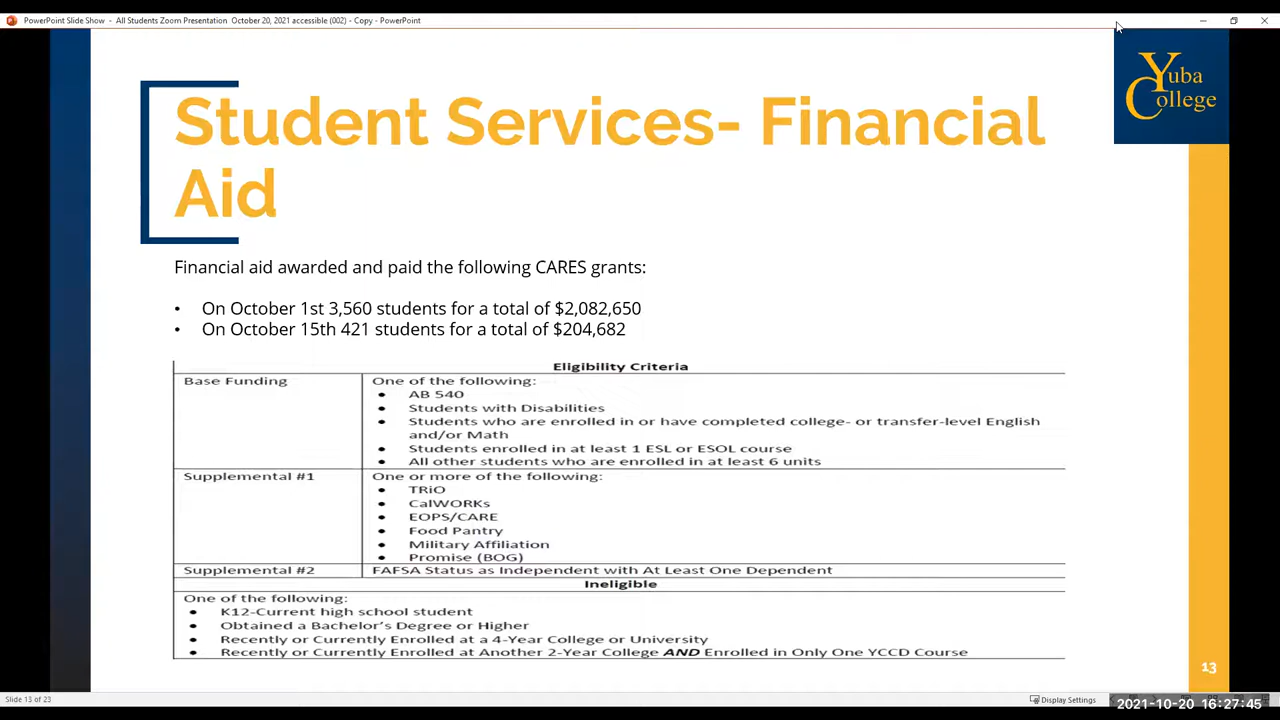 PowerPoint Slide Show - All Students Zoom Presentation October 20, 2021 accessible (002) - Copy - PowerPoint
Yuba
College
Student Services- Financial
Aid
Financial aid awarded and paid the following CARES grants:
• On October 1st 3,560 students for a total of $2,082,650
• On October 15th 421 students for a total of $204,682
Eligibility Criteria
Base Funding
One of the following:
• AB 540
• Students with Disabilities
• Students who are enrolled in or have completed college- or transfer-level English
and/or Math
• Students enrolled in at least 1 ESL or ESOL course
• All other students who are enrolled in at least 6 units
Supplemental #1
One or more of the following:
• TRiO
• CalWORKs
• EOPS/CARE
• Food Pantry
• Military Affiliation
• Promise (BOG)
Supplemental #2
FAFSA Status as Independent with At Least One Dependent
Ineligible
One of the following:
• K12-Current high school student
• Obtained a Bachelor's Degree or Higher
• Recently or Currently Enrolled at a 4-Year College or University
• Recently or Currently Enrolled at Another 2-Year College AND Enrolled in Only One YCCD Course
13
Slide 13 of 23
Display Settings
2021-10-20 16:27:45